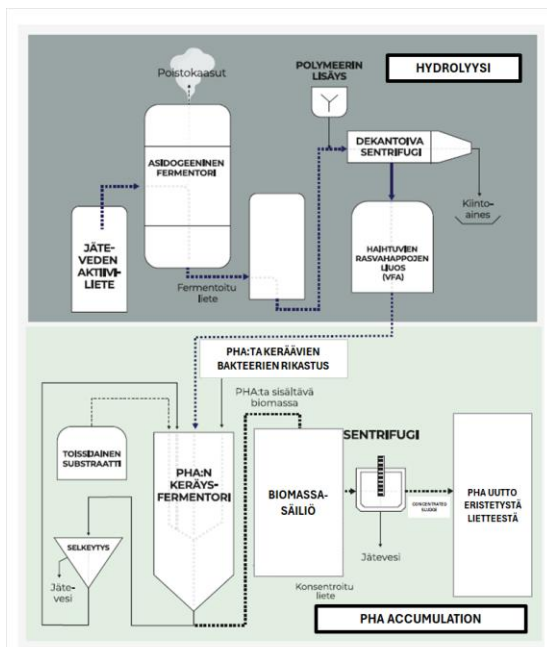 HYDROLYYSI
Poistokaasut
POLYMEERIN
LISÄYS
ASIDOGEENINEN
FERMENTORI
DEKANTOIVA
SENTRIFUGI
Kiinto-
aines
JÄTE-
VEDEN
AKTIIVI-
LIETE
Fermentoitu
liete
HAIHTUVIEN
RASVAHAPPOJEN
LIUOS
(VFA)
PHA:TA KERÄÄVIEN
BAKTEERIEN RIKASTUS
PHA:ta sisältävä
biomassa
TOISSIJAINEN
SUBSTRAATTI
PHA:N
KERÄYS-
FERMENTORI
SELKEYTYS
Jäte-
vesi
BIOMASSA-
SÄILIÖ
SENTRIFUGI
Jätevesi
Konsentroitu
liete
PHA UUTTO
ERISTETYSTÄ
LIETTEESTÄ
PHA ACCUMULATION